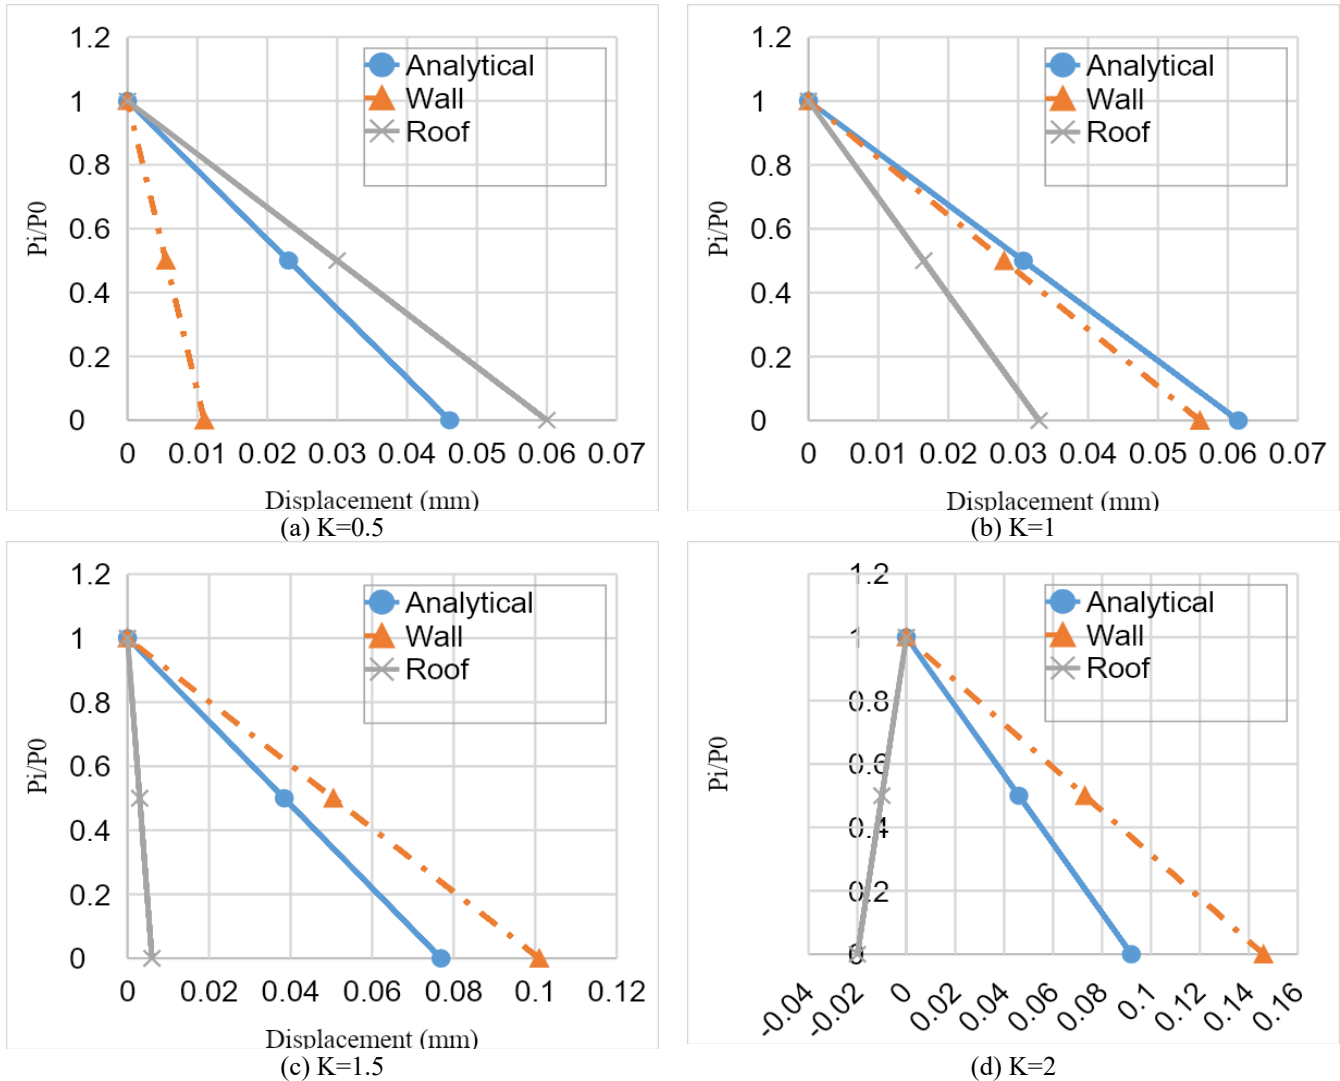 1.2
1
0.8
0.6
0.4
0.2
0
Pi/P0
Analytical
Wall
Roof
0 0.01 0.02 0.03 0.04 0.05 0.06 0.07
Displacement (mm)
(a) K=0.5
1.2
1
0.8
0.6
0.4
0.2
0
Pi/P0
Analytical
Wall
Roof
0 0.01 0.02 0.03 0.04 0.05 0.06 0.07
Displacement (mm)
(b) K=1
1.2
1
0.8
0.6
0.4
0.2
0
Pi/P0
Analytical
Wall
Roof
0 0.02 0.04 0.06 0.08 0.1 0.12
Displacement (mm)
(c) K=1.5
1.2
1
0.8
0.6
0.4
0.2
0
Pi/P0
Analytical
Wall
Roof
-0.04 -0.02 0 0.02 0.04 0.06 0.08 0.1 0.12 0.14 0.16
(d) K=2